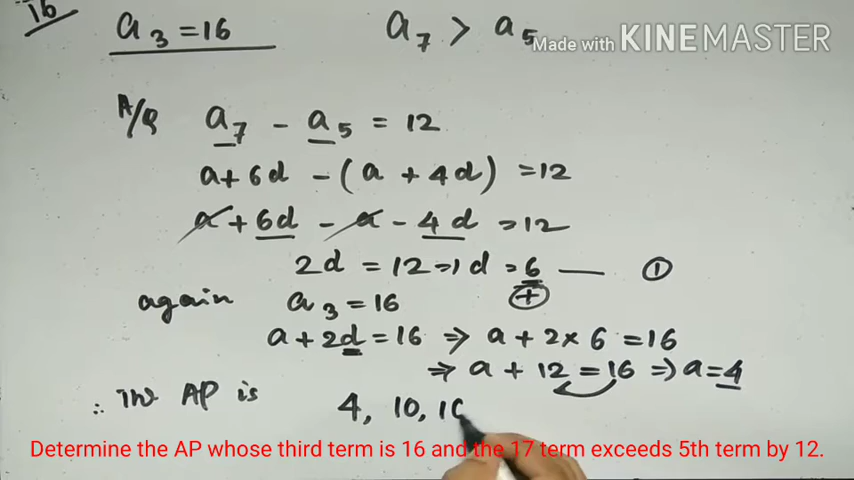 16
a₃ = 16 a₇ > a₅
Made with KINEMASTER
A/Q a₇ - a₅ = 12
a + 6d - (a + 4d) = 12
a + 6d - a - 4d = 12
2d = 12 ⇒ d = 6 — ①
again a₃ = 16 (+)
a + 2d = 16 ⇒ a + 2 × 6 = 16
⇒ a + 12 = 16 ⇒ a = 4
∴ The AP is
4, 10, 1
Determine the AP whose third term is 16 and the 17 term exceeds 5th term by 12.